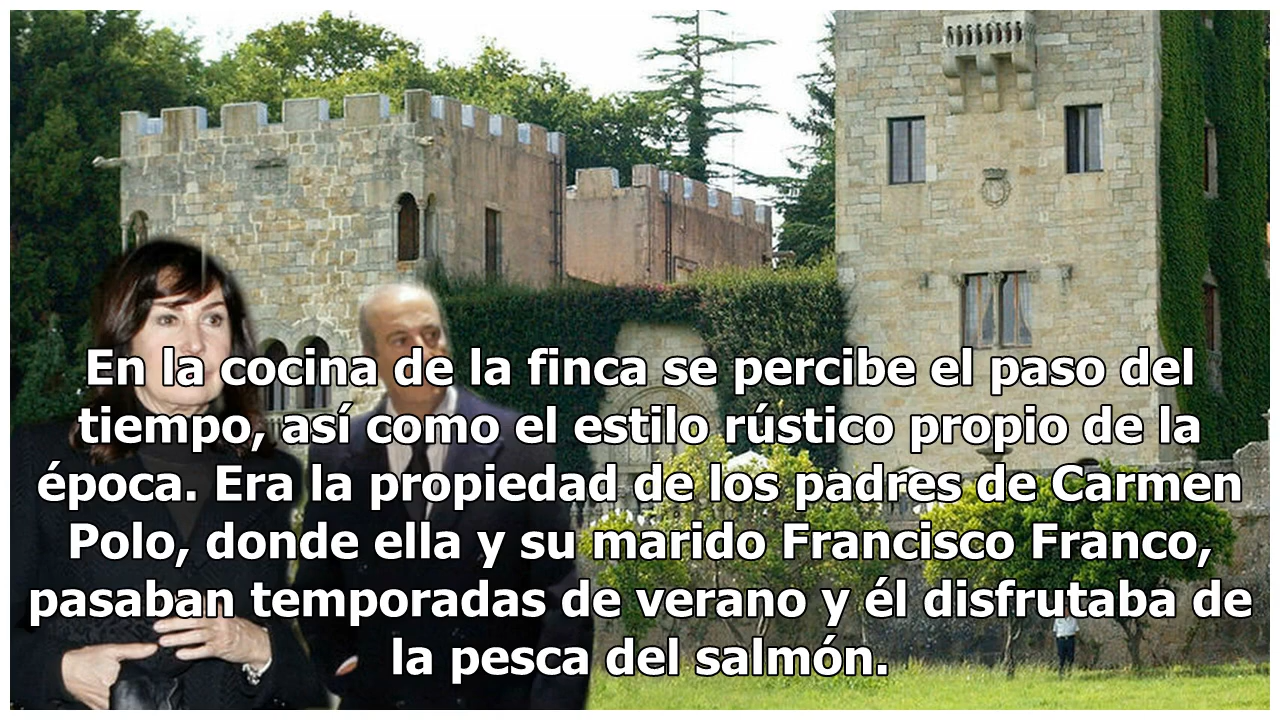 En la cocina de la finca se percibe el paso del
tiempo, así como el estilo rústico propio de la
época. Era la propiedad de los padres de Carmen
Polo, donde ella y su marido Francisco Franco,
pasaban temporadas de verano y él disfrutaba de
la pesca del salmón.